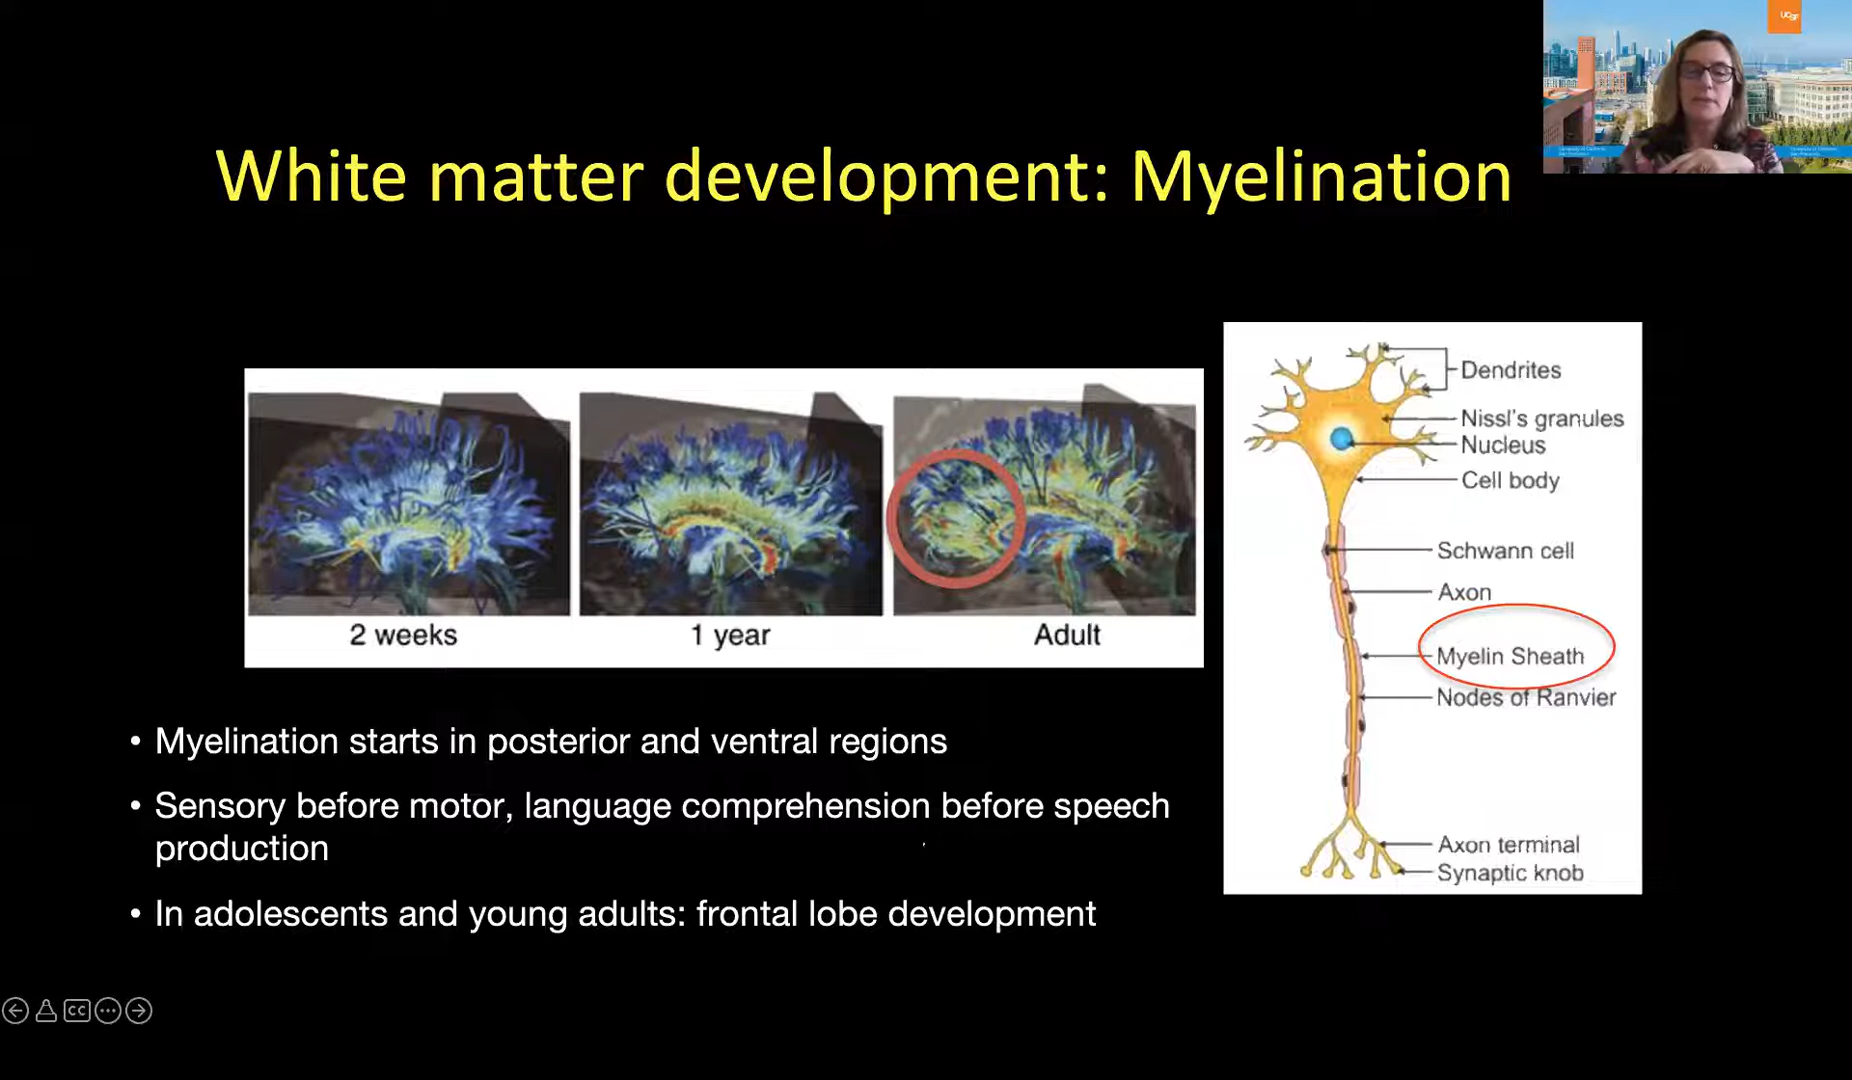 UCSF
White matter development: Myelination
2 weeks
1 year
Adult
Dendrites
Nissl's granules
Nucleus
Cell body
Schwann cell
Axon
Myelin Sheath
Nodes of Ranvier
Axon terminal
Synaptic knob
• Myelination starts in posterior and ventral regions
• Sensory before motor, language comprehension before speech
production
• In adolescents and young adults: frontal lobe development
CC